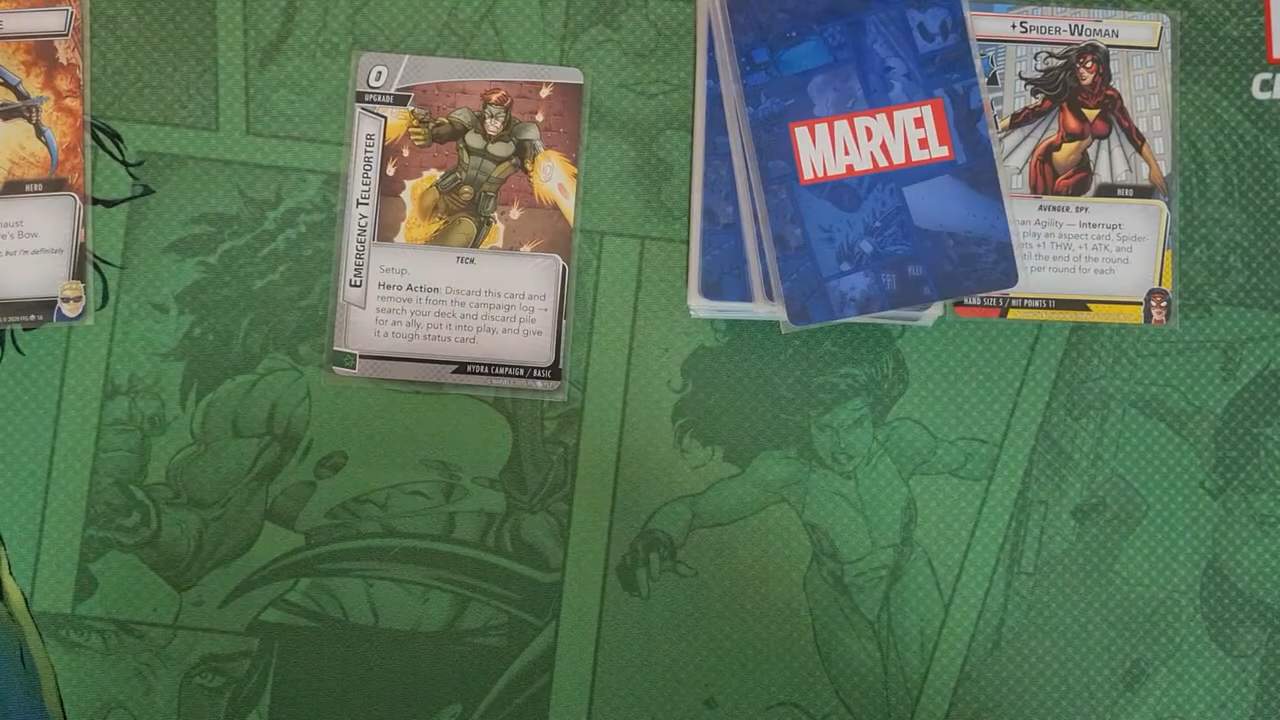 E
HERO
haust
e's Bow.
, but I'm definitely
0
UPGRADE
EMERGENCY TELEPORTER
TECH.
Setup.
Hero Action: Discard this card and
remove it from the campaign log →
search your deck and discard pile
for an ally, put it into play, and give
it a tough status card.
HYDRA CAMPAIGN / BASIC
MARVEL
SPIDER-WOMAN
HERO
AVENGER. SPY.
man Agility — Interrupt:
play an aspect card, Spider-
ets +1 THW, +1 ATK, and
til the end of the round.
per round for each
HAND SIZE 5 / HIT POINTS 11
C